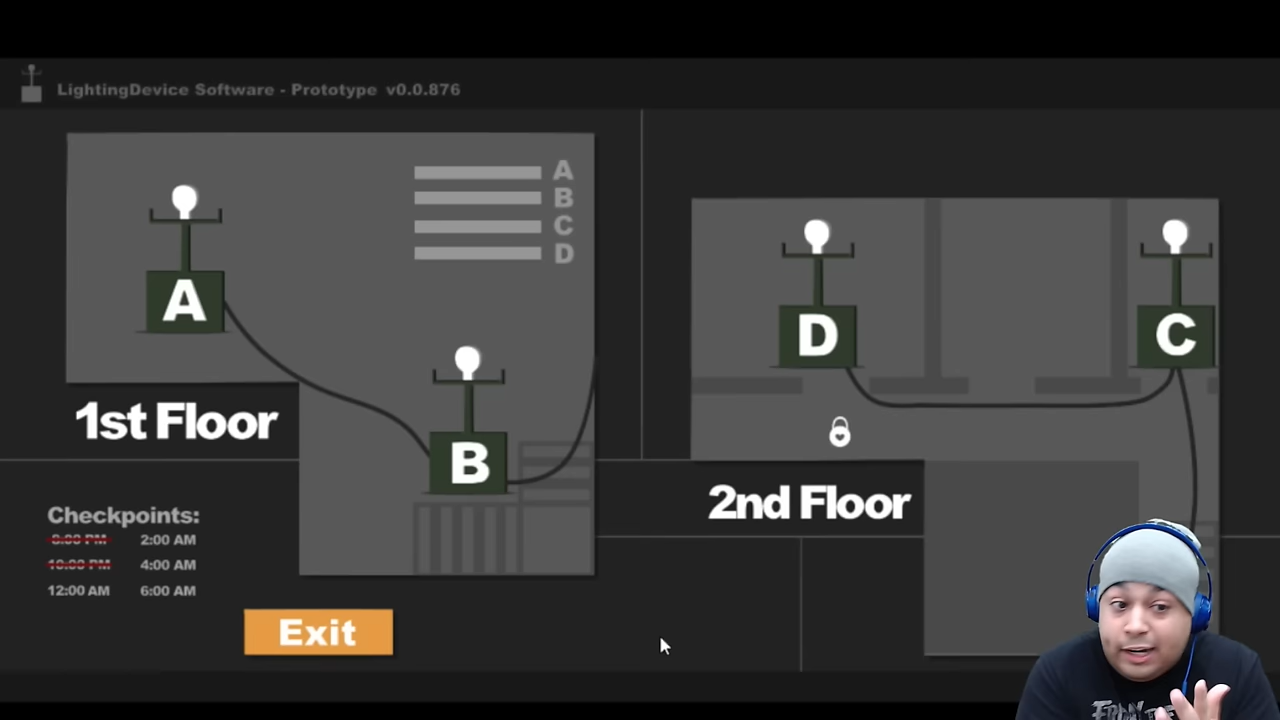 LightingDevice Software - Prototype v0.0.876
A
B
C
D
A
B
1st Floor
D
C
2nd Floor
Checkpoints:
8:00 PM 2:00 AM
10:00 PM 4:00 AM
12:00 AM 6:00 AM
Exit